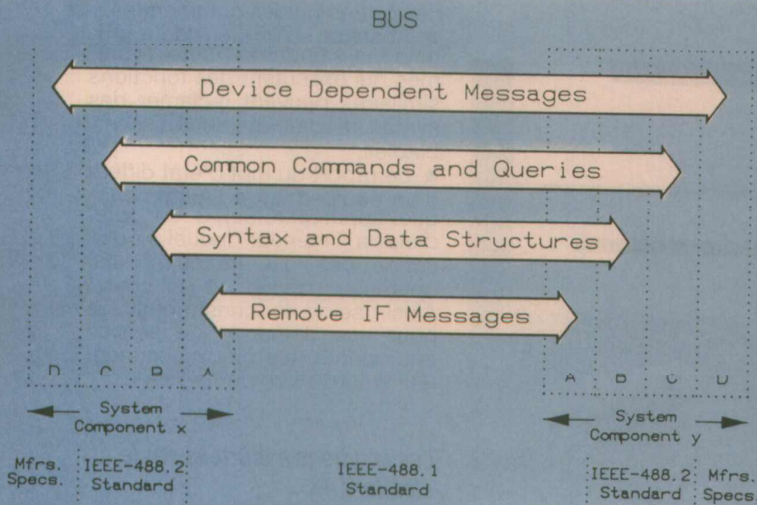 BUS
Device Dependent Messages
Common Commands and Queries
Syntax and Data Structures
Remote IF Messages
D C B A
A B C D
System
Component x
System
Component y
Mfrs.
Specs.
IEEE-488.2
Standard
IEEE-488.1
Standard
IEEE-488.2
Standard
Mfrs.
Specs.